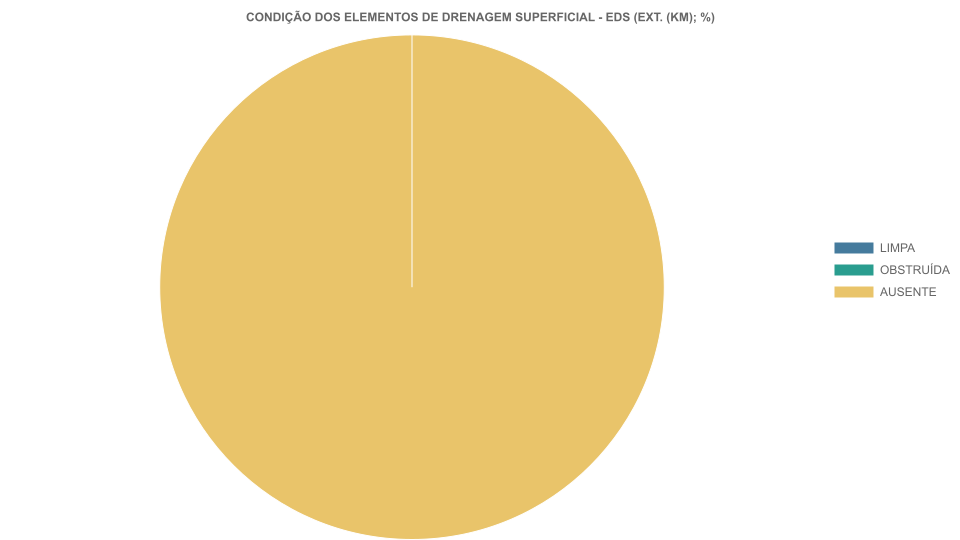 CONDIÇÃO DOS ELEMENTOS DE DRENAGEM SUPERFICIAL - EDS (EXT. (KM); %)
LIMPA
OBSTRUÍDA
AUSENTE